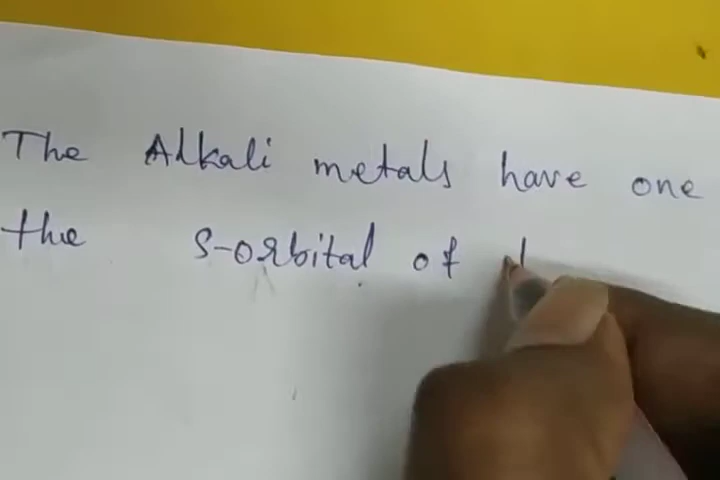 The Alkali metals have one
the s-orbital of